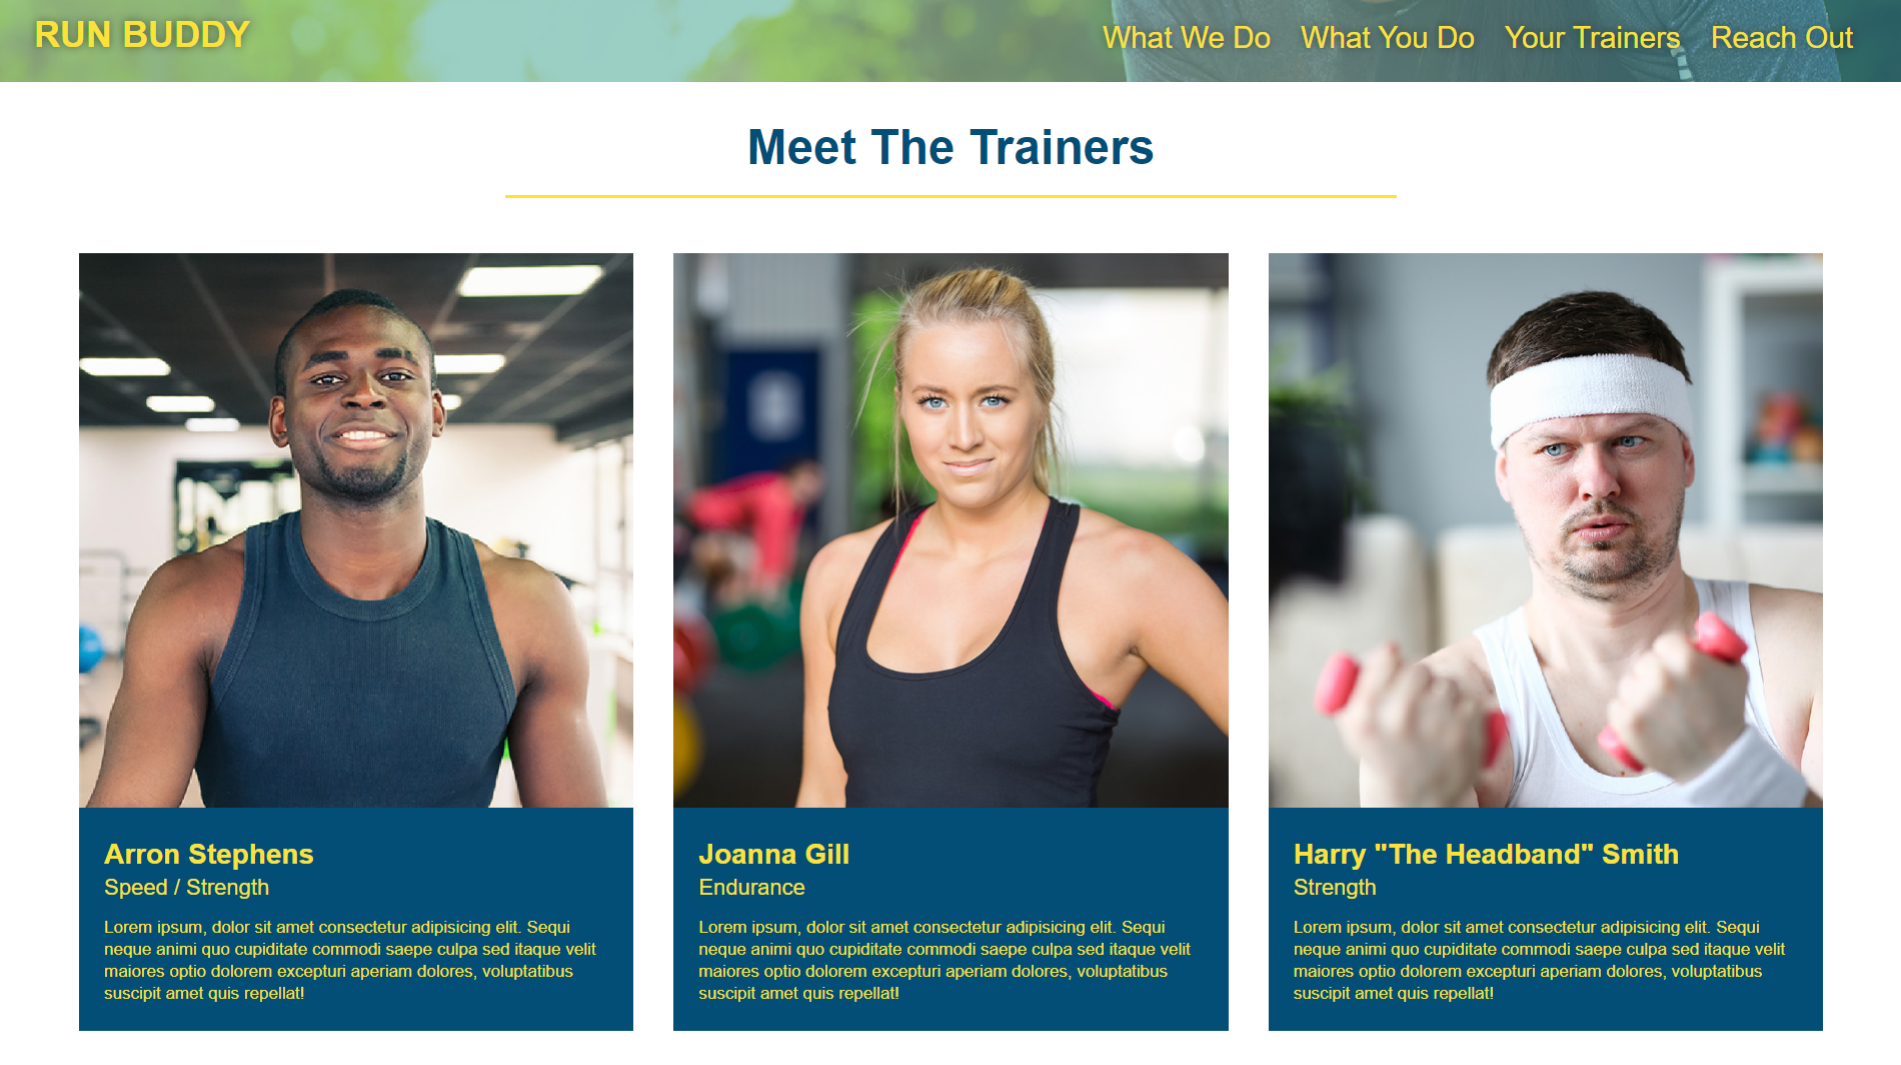 RUN BUDDY
What We Do What You Do Your Trainers Reach Out
Meet The Trainers
Arron Stephens
Speed / Strength
Lorem ipsum, dolor sit amet consectetur adipisicing elit. Sequi
neque animi quo cupiditate commodi saepe culpa sed itaque velit
maiores optio dolorem excepturi aperiam dolores, voluptatibus
suscipit amet quis repellat!
Joanna Gill
Endurance
Lorem ipsum, dolor sit amet consectetur adipisicing elit. Sequi
neque animi quo cupiditate commodi saepe culpa sed itaque velit
maiores optio dolorem excepturi aperiam dolores, voluptatibus
suscipit amet quis repellat!
Harry "The Headband" Smith
Strength
Lorem ipsum, dolor sit amet consectetur adipisicing elit. Sequi
neque animi quo cupiditate commodi saepe culpa sed itaque velit
maiores optio dolorem excepturi aperiam dolores, voluptatibus
suscipit amet quis repellat!